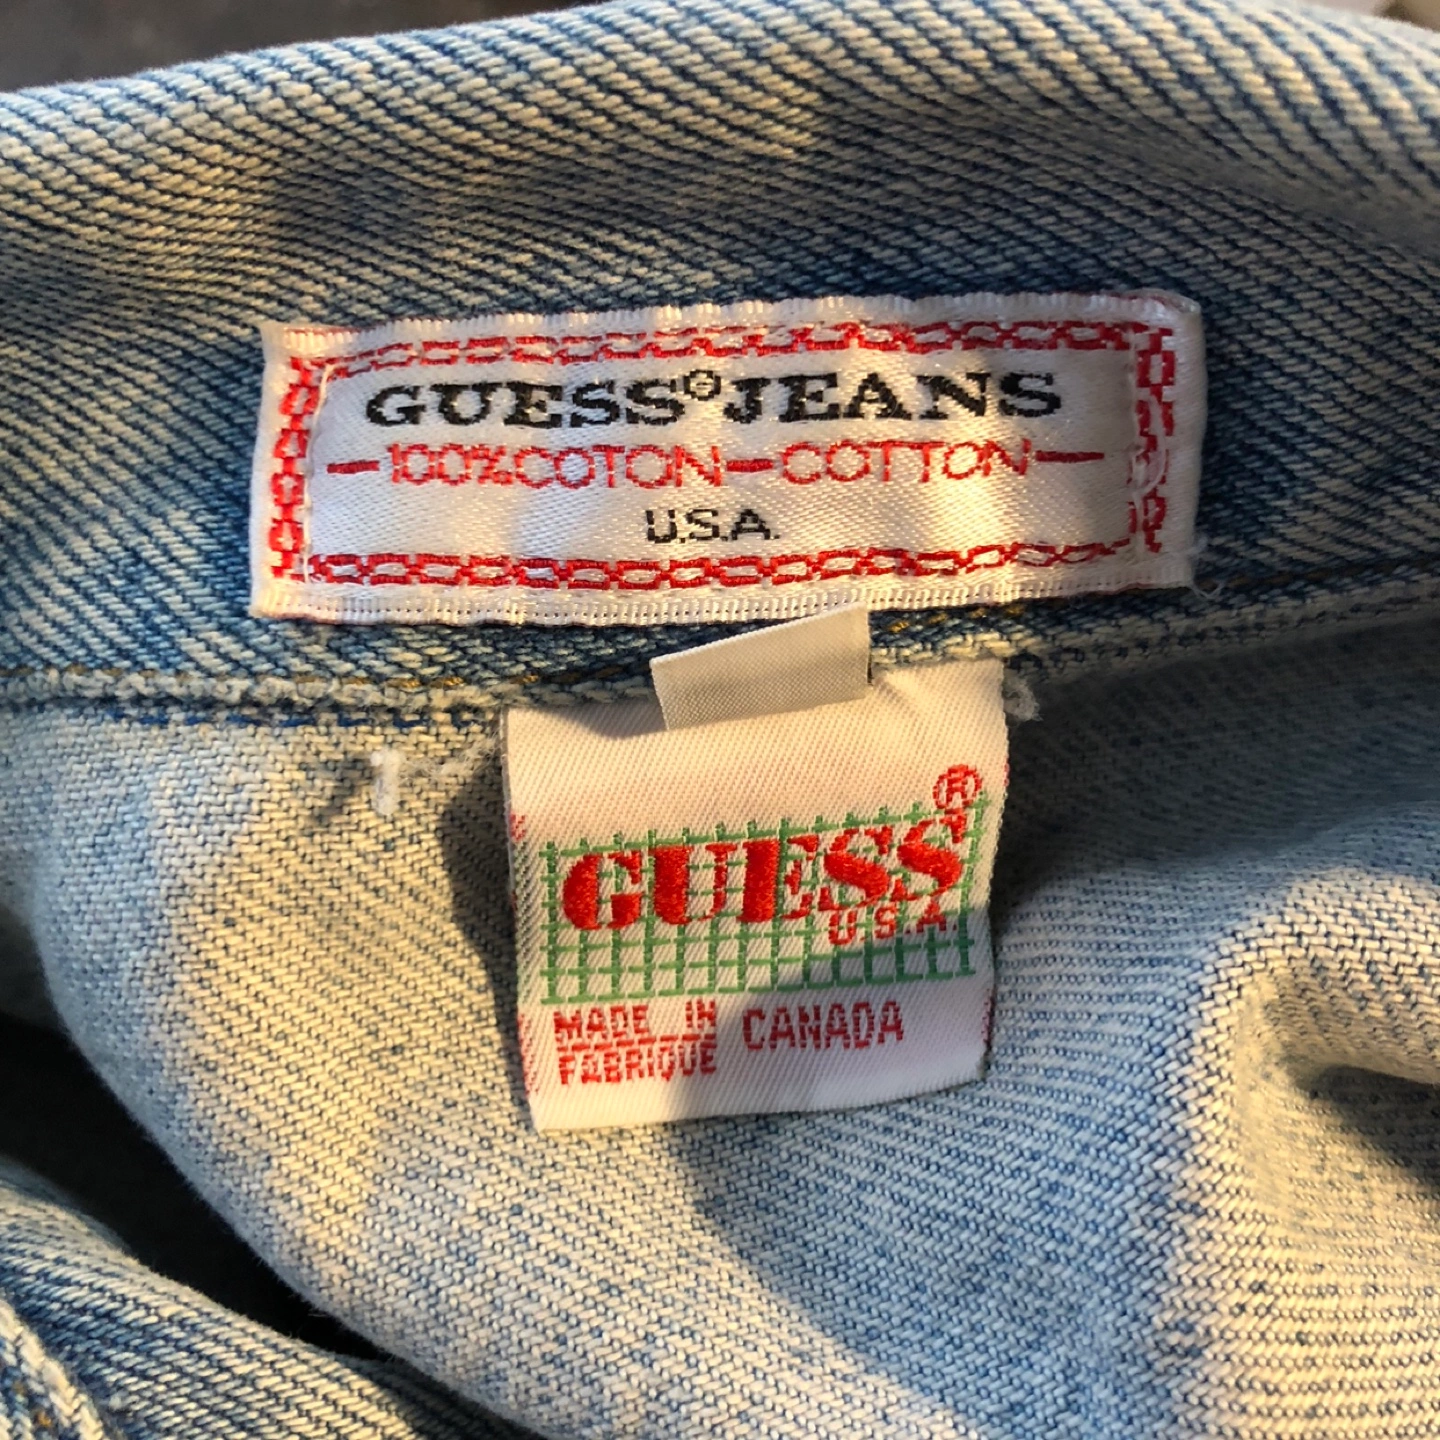 GUESS® JEANS
—100% COTON—COTTON—
U.S.A.
GUESS®
U.S.A.
MADE IN CANADA
FABRIQUE